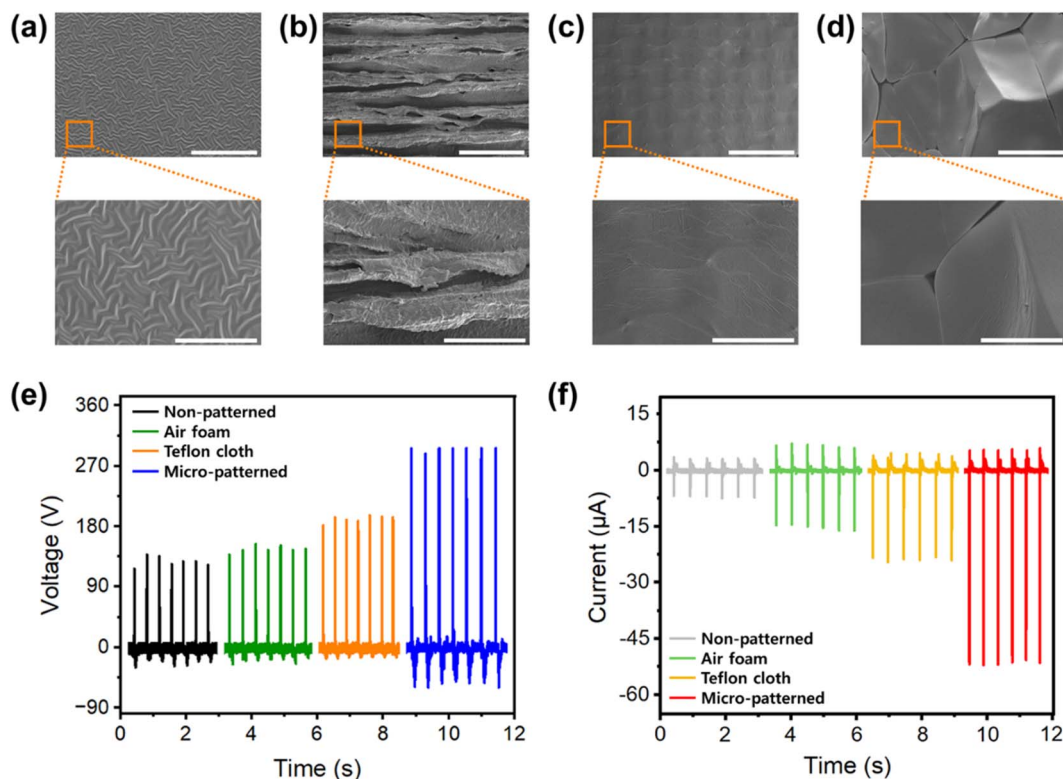 (a)
(b)
(c)
(d)
(e)
360
270
180
90
0
−90
Voltage (V)
Non-patterned
Air foam
Teflon cloth
Micro-patterned
0 2 4 6 8 10 12
Time (s)
(f)
15
0
-15
-30
-45
-60
Current (µA)
Non-patterned
Air foam
Teflon cloth
Micro-patterned
0 2 4 6 8 10 12
Time (s)